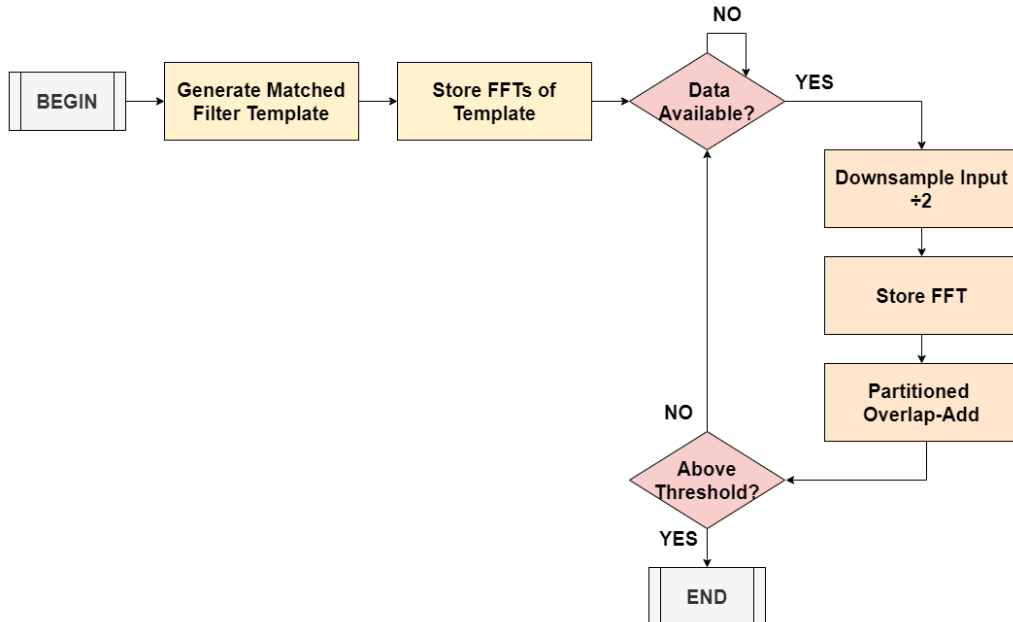 NO
BEGIN
Generate Matched
Filter Template
Store FFTs of
Template
Data
Available?
YES
Downsample Input
÷2
Store FFT
Partitioned
Overlap-Add
NO
Above
Threshold?
YES
END